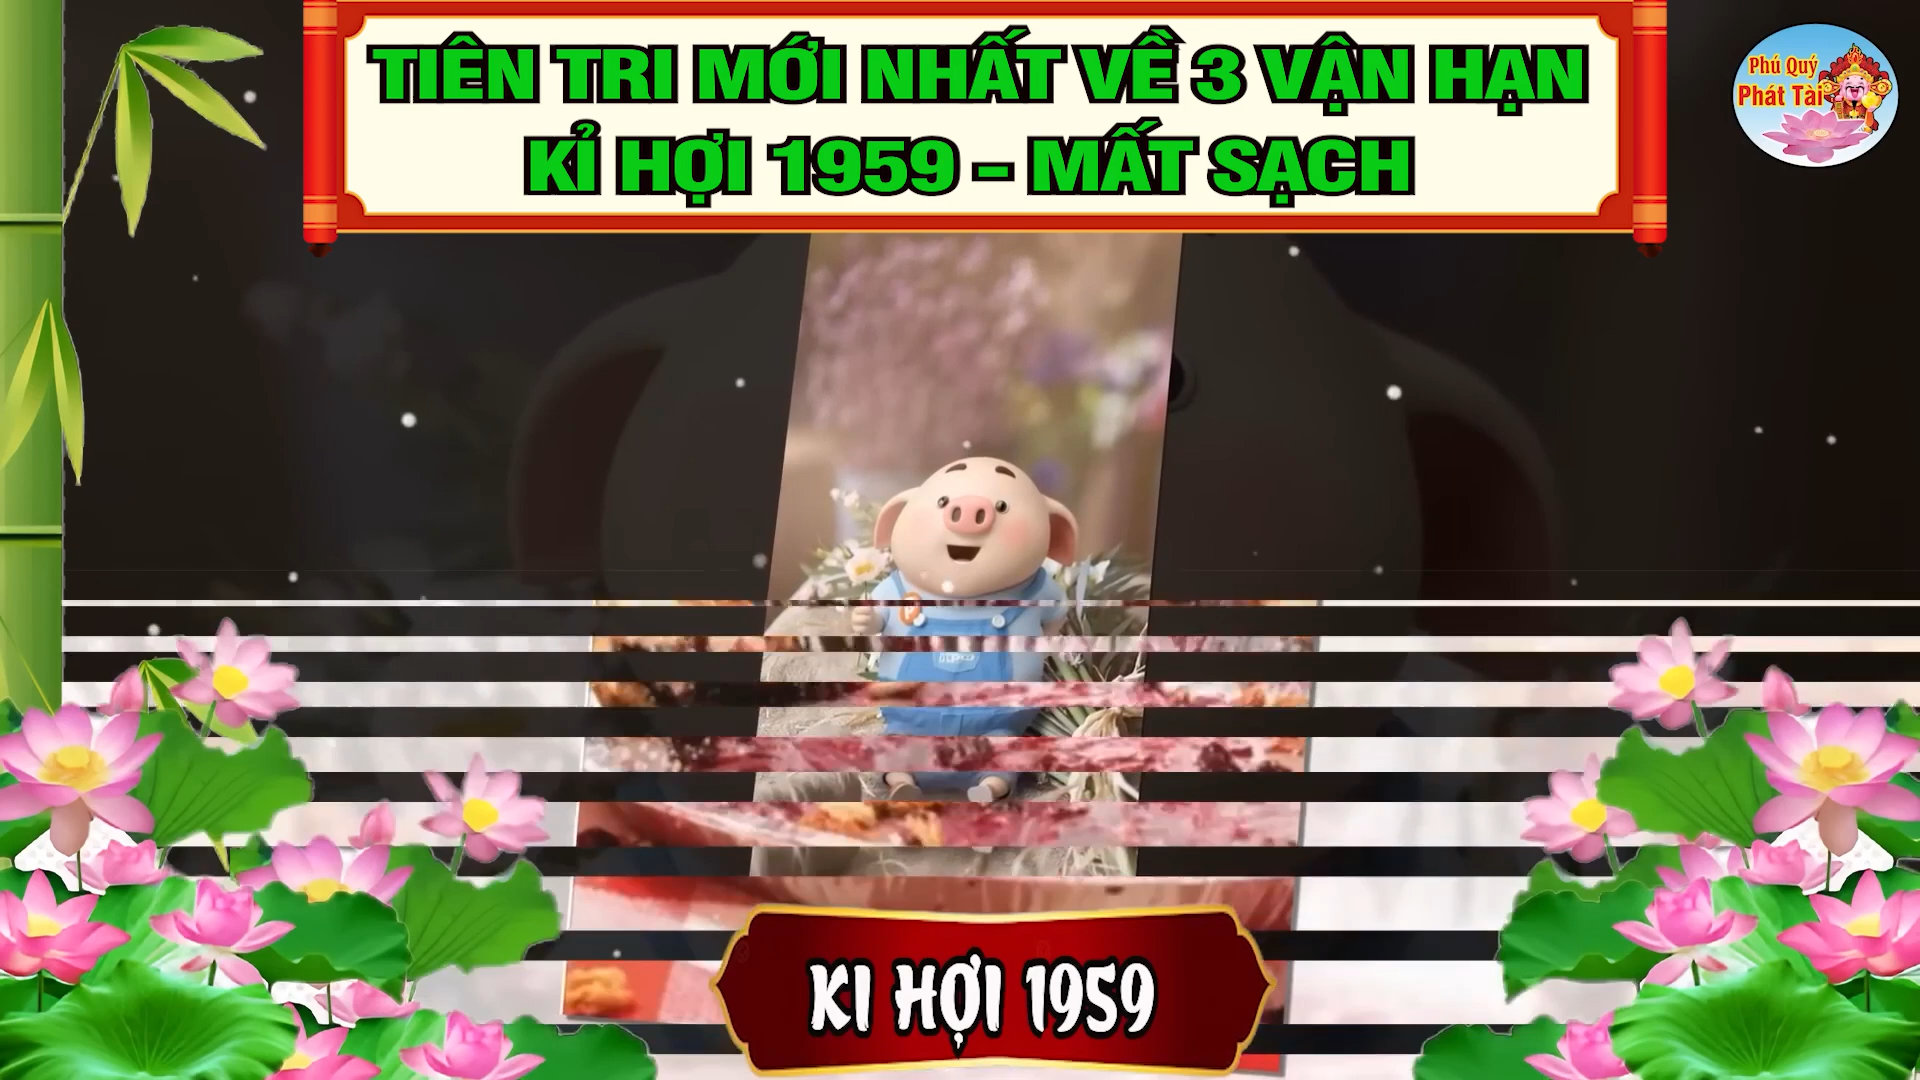 TIÊN TRI MỚI NHẤT VỀ 3 VẬN HẠN
KỈ HỢI 1959 - MẤT SẠCH
Phú Quý
Phát Tài
KI HỢI 1959